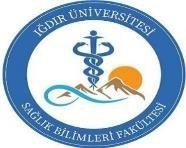 IĞDIR ÜNİVERSİTESİ
SAĞLIK BİLİMLERİ FAKÜLTESİ